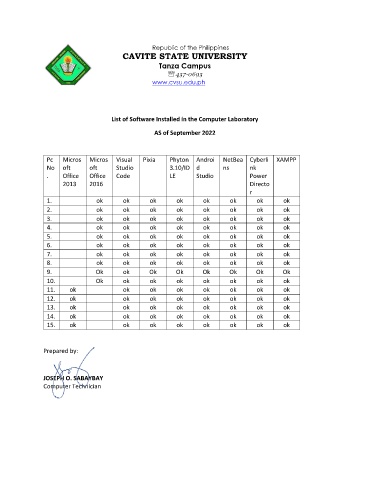 Republic of the Philippines
CAVITE STATE UNIVERSITY
Tanza Campus
☏ 437-0693
www.cvsu.edu.ph
List of Software Installed in the Computer Laboratory
AS of September 2022
Pc No. Microsoft Office 2013 Microsoft Office 2016 Visual Studio Code Pixia Phyton 3.10/IDLE Android Studio NetBeans Cyberlink Power Director XAMPP
1. ok ok ok ok ok ok ok ok
2. ok ok ok ok ok ok ok ok
3. ok ok ok ok ok ok ok ok
4. ok ok ok ok ok ok ok ok
5. ok ok ok ok ok ok ok ok
6. ok ok ok ok ok ok ok ok
7. ok ok ok ok ok ok ok ok
8. ok ok ok ok ok ok ok ok
9. Ok ok Ok Ok Ok Ok Ok Ok
10. Ok ok ok ok ok ok ok ok
11. ok ok ok ok ok ok ok ok
12. ok ok ok ok ok ok ok ok
13. ok ok ok ok ok ok ok ok
14. ok ok ok ok ok ok ok ok
15. ok ok ok ok ok ok ok ok
Prepared by:
JOSEPH O. SABAYBAY
Computer Technician